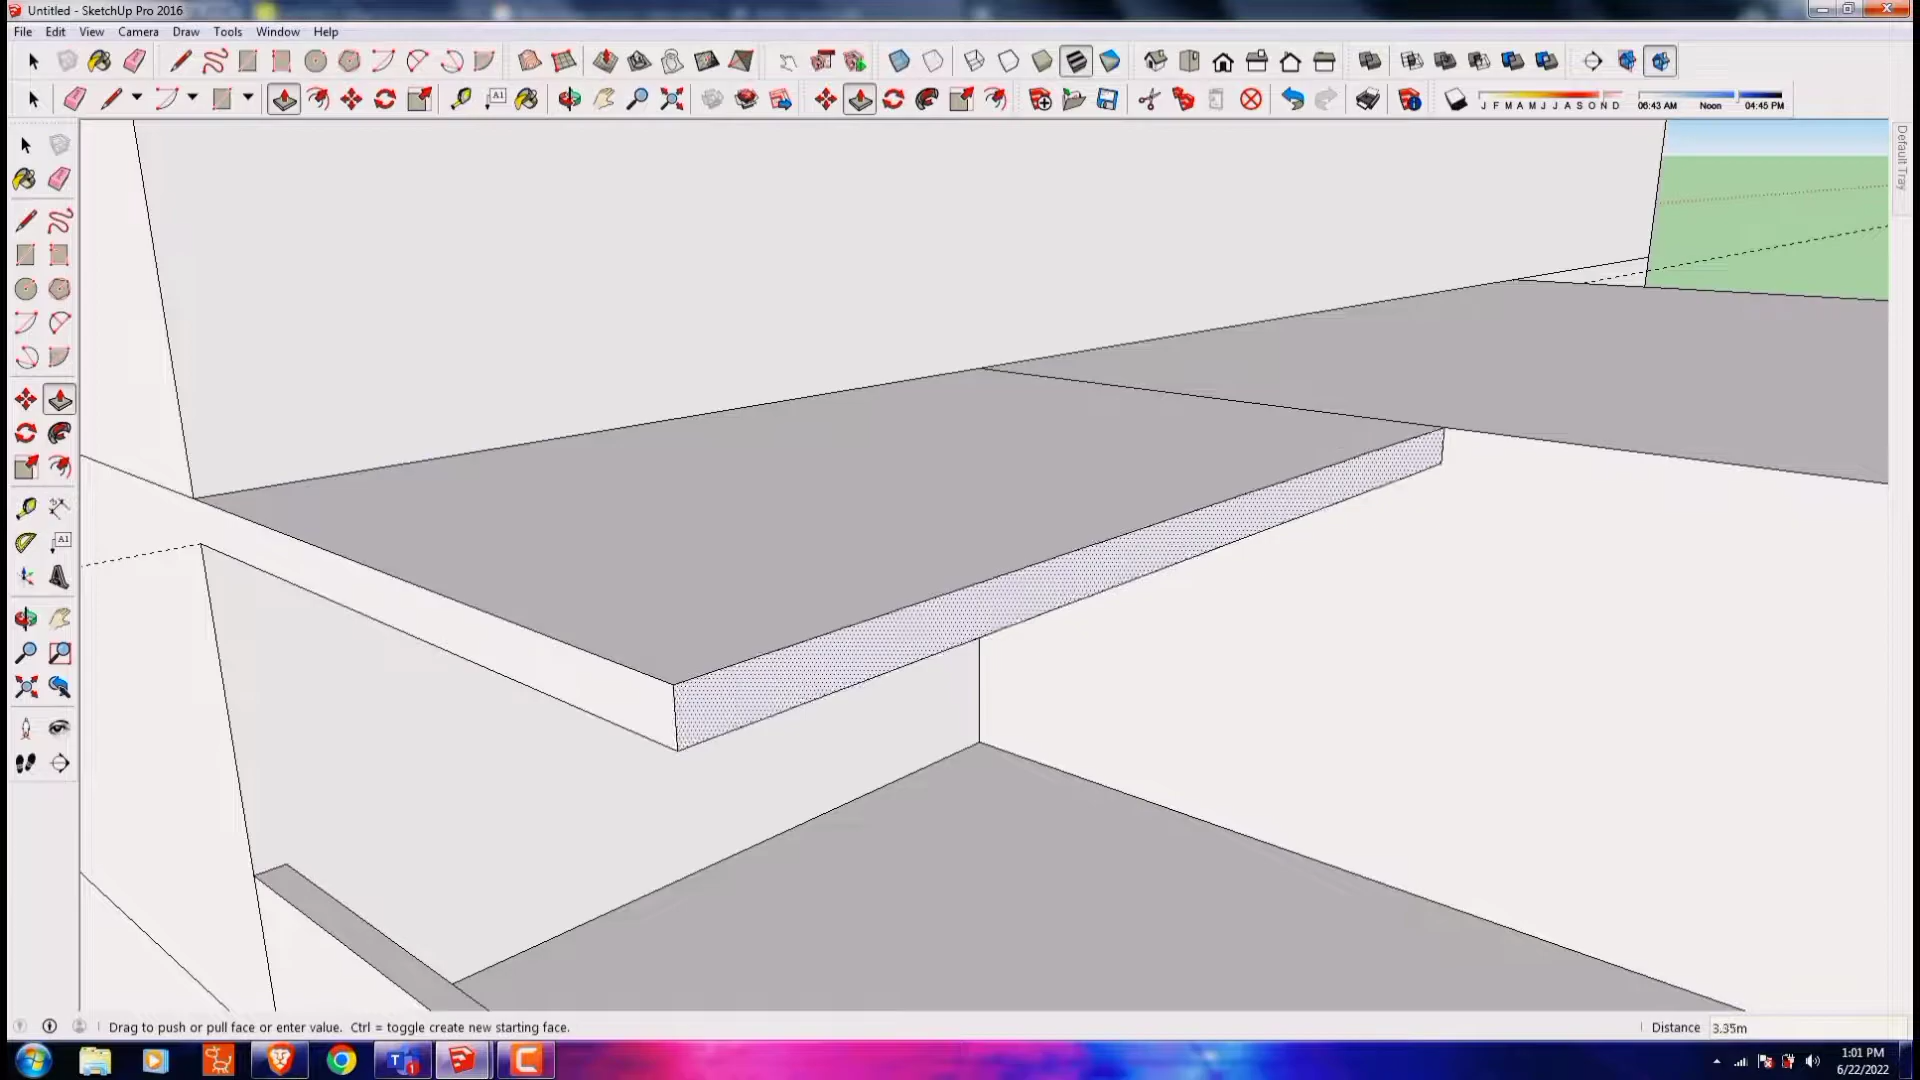 Untitled - SketchUp Pro 2016
File Edit View Camera Draw Tools Window Help
A1
J F M A M J J A S O N D 06:43 AM Noon 04:45 PM
Default Tray
A1
Drag to push or pull face or enter value. Ctrl = toggle create new starting face. Distance 3.35m
1:01 PM
6/22/2022